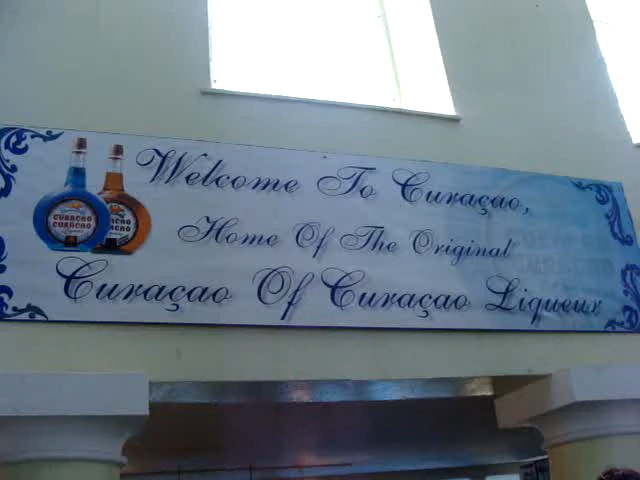 Welcome To Curaçao,
Home Of The Original
Curaçao Of Curaçao Liqueur
CURACAO
CURACAO